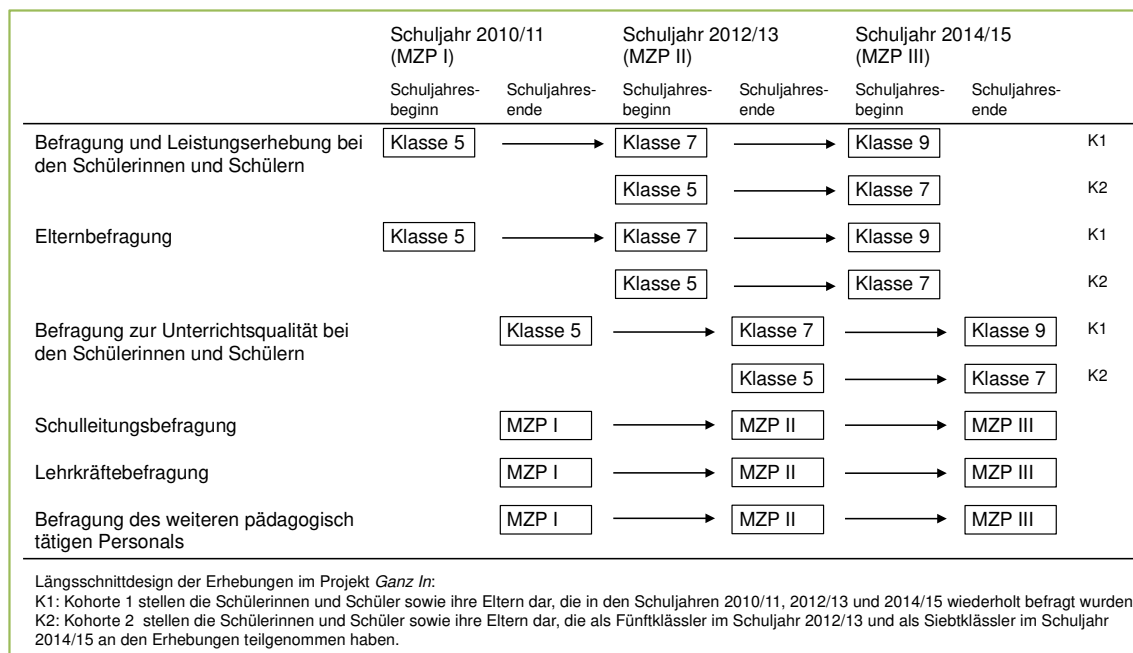 Schuljahr 2010/11 Schuljahr 2012/13 Schuljahr 2014/15
(MZP I) (MZP II) (MZP III)
Schuljahres- Schuljahres- Schuljahres- Schuljahres- Schuljahres- Schuljahres-
beginn ende beginn ende beginn ende
Befragung und Leistungserhebung bei Klasse 5 Klasse 7 Klasse 9 K1
den Schülerinnen und Schülern
Klasse 5 Klasse 7 K2
Elternbefragung Klasse 5 Klasse 7 Klasse 9 K1
Klasse 5 Klasse 7 K2
Befragung zur Unterrichtsqualität bei Klasse 5 Klasse 7 Klasse 9 K1
den Schülerinnen und Schülern
Klasse 5 Klasse 7 K2
Schulleitungsbefragung MZP I MZP II MZP III
Lehrkräftebefragung MZP I MZP II MZP III
Befragung des weiteren pädagogisch MZP I MZP II MZP III
tätigen Personals
Längsschnittdesign der Erhebungen im Projekt Ganz In:
K1: Kohorte 1 stellen die Schülerinnen und Schüler sowie ihre Eltern dar, die in den Schuljahren 2010/11, 2012/13 und 2014/15 wiederholt befragt wurden
K2: Kohorte 2 stellen die Schülerinnen und Schüler sowie ihre Eltern dar, die als Fünftklässler im Schuljahr 2012/13 und als Siebtklässler im Schuljahr
2014/15 an den Erhebungen teilgenommen haben.